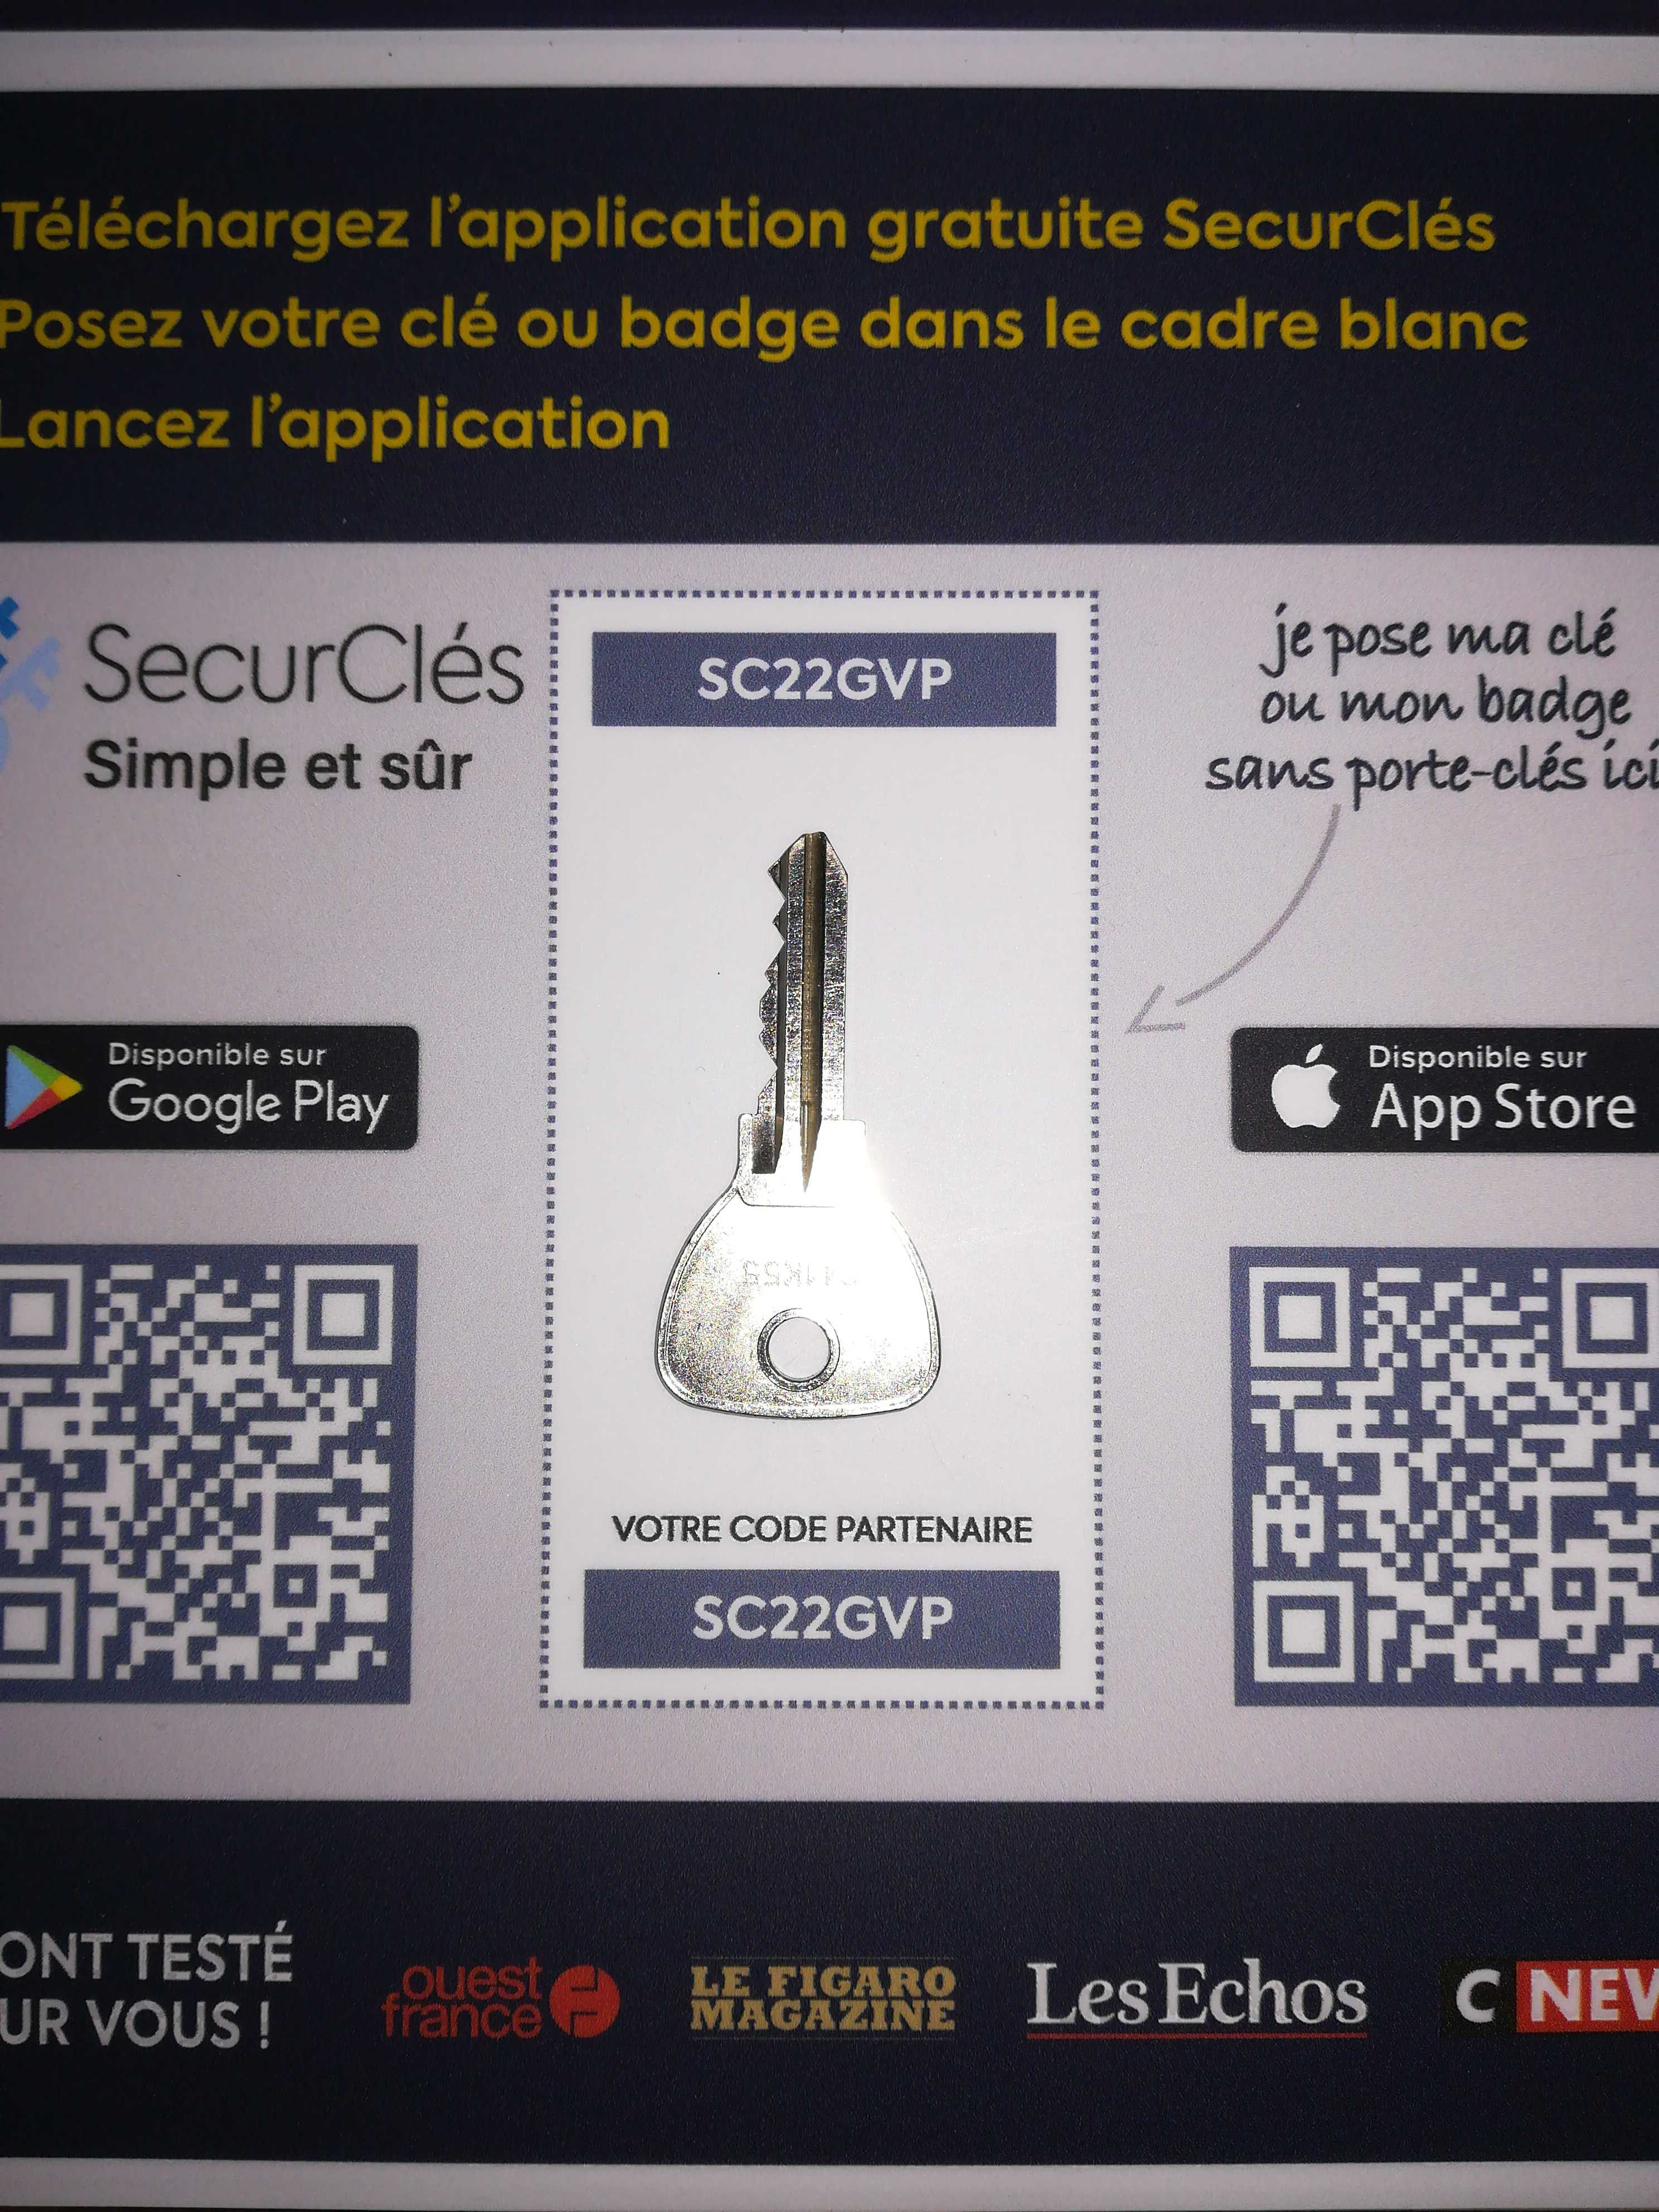 Téléchargez l'application gratuite SecurClés
Posez votre clé ou badge dans le cadre blanc
Lancez l'application
SecurClés
Simple et sûr
SC22GVP
je pose ma clé
ou mon badge
sans porte-clés ici
Disponible sur
Google Play
Disponible sur
App Store
VOTRE CODE PARTENAIRE
SC22GVP
ONT TESTÉ
UR VOUS !
ouest
france
LE FIGARO
MAGAZINE
Les Echos
C NEW